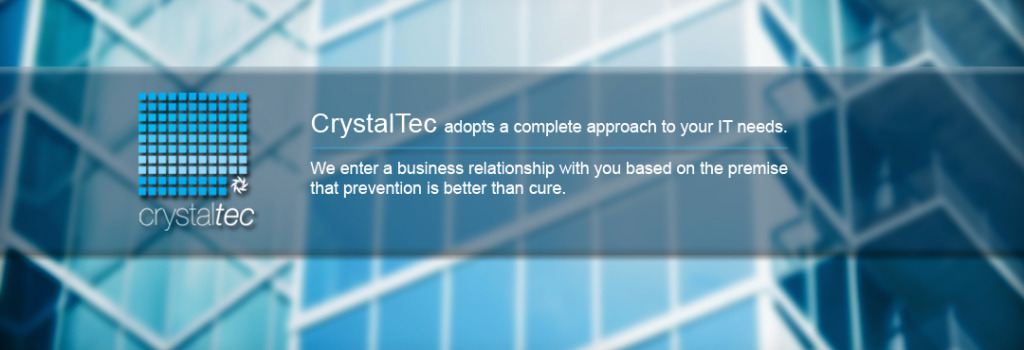 CrystalTec adopts a complete approach to your IT needs.
We enter a business relationship with you based on the premise
that prevention is better than cure.
crystaltec